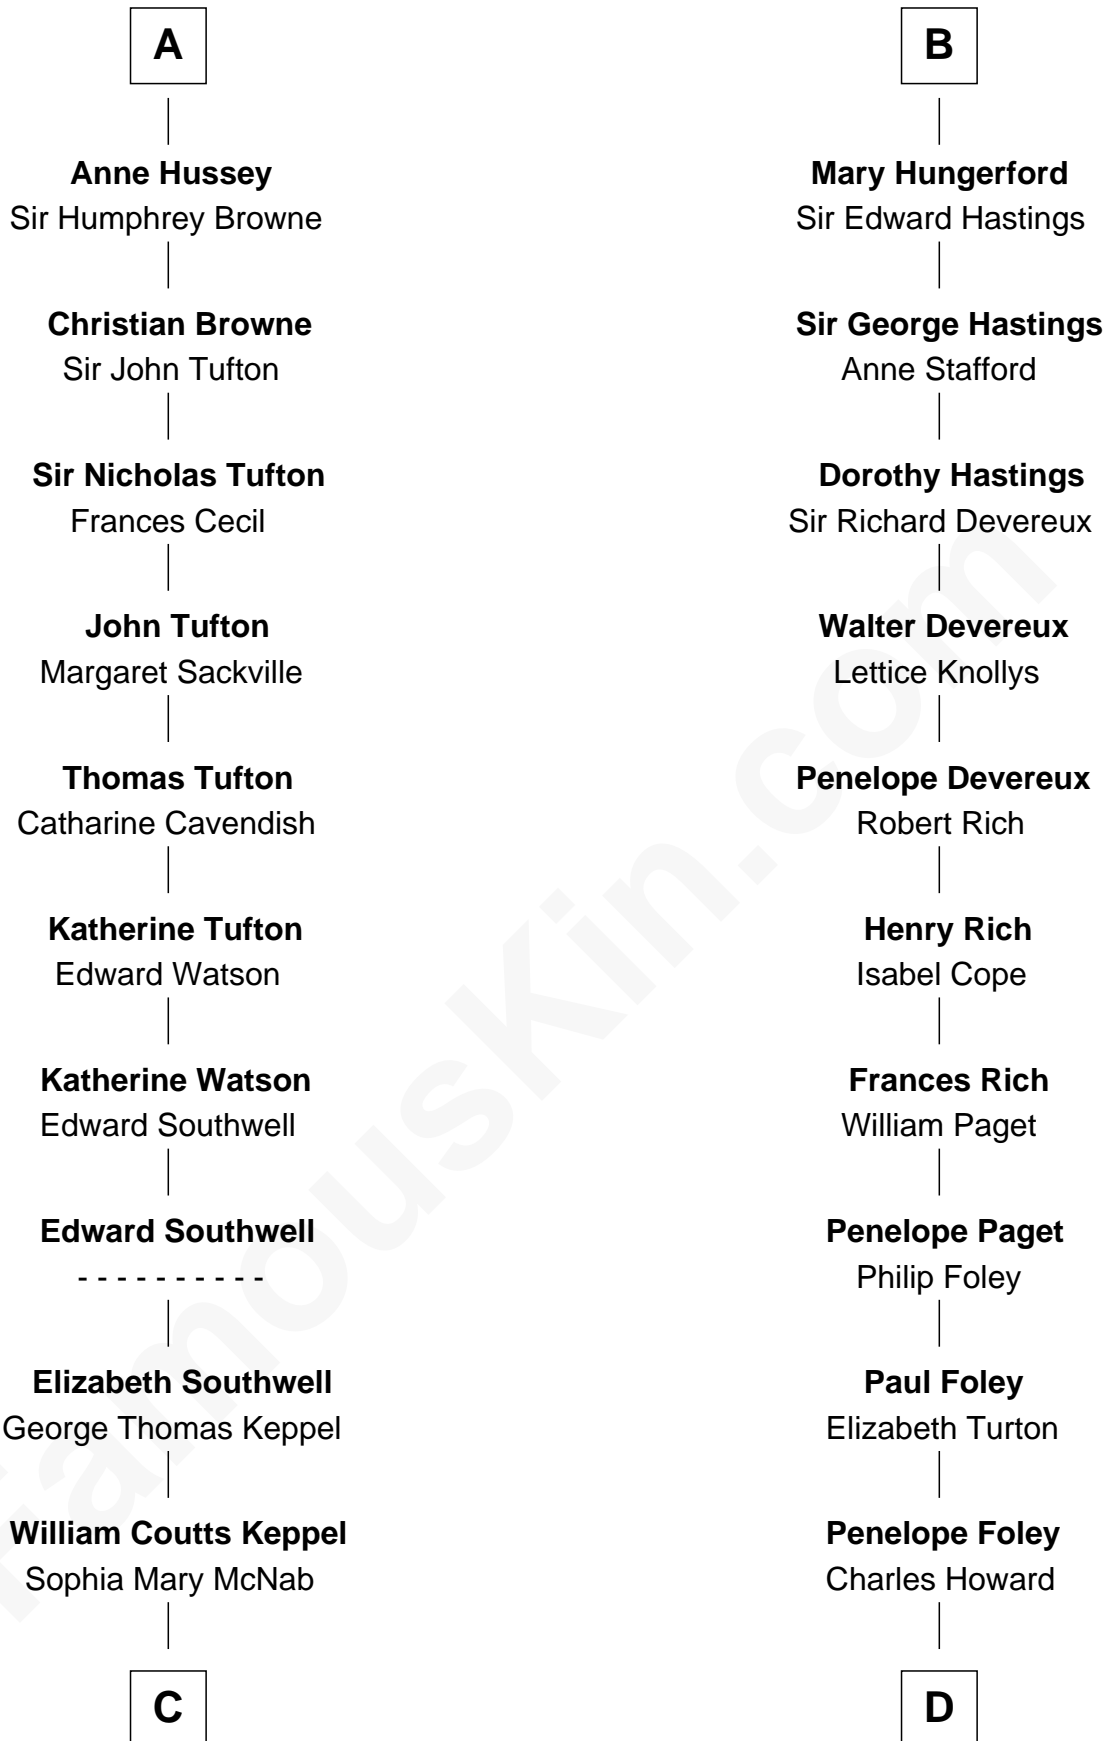 A
Anne Hussey
Sir Humphrey Browne
Christian Browne
Sir John Tufton
Sir Nicholas Tufton
Frances Cecil
John Tufton
Margaret Sackville
Thomas Tufton
Catharine Cavendish
Katherine Tufton
Edward Watson
Katherine Watson
Edward Southwell
Edward Southwell
- - - - - - - - - -
Elizabeth Southwell
George Thomas Keppel
William Coutts Keppel
Sophia Mary McNab
C
B
Mary Hungerford
Sir Edward Hastings
Sir George Hastings
Anne Stafford
Dorothy Hastings
Sir Richard Devereux
Walter Devereux
Lettice Knollys
Penelope Devereux
Robert Rich
Henry Rich
Isabel Cope
Frances Rich
William Paget
Penelope Paget
Philip Foley
Paul Foley
Elizabeth Turton
Penelope Foley
Charles Howard
D
FamousKin.com